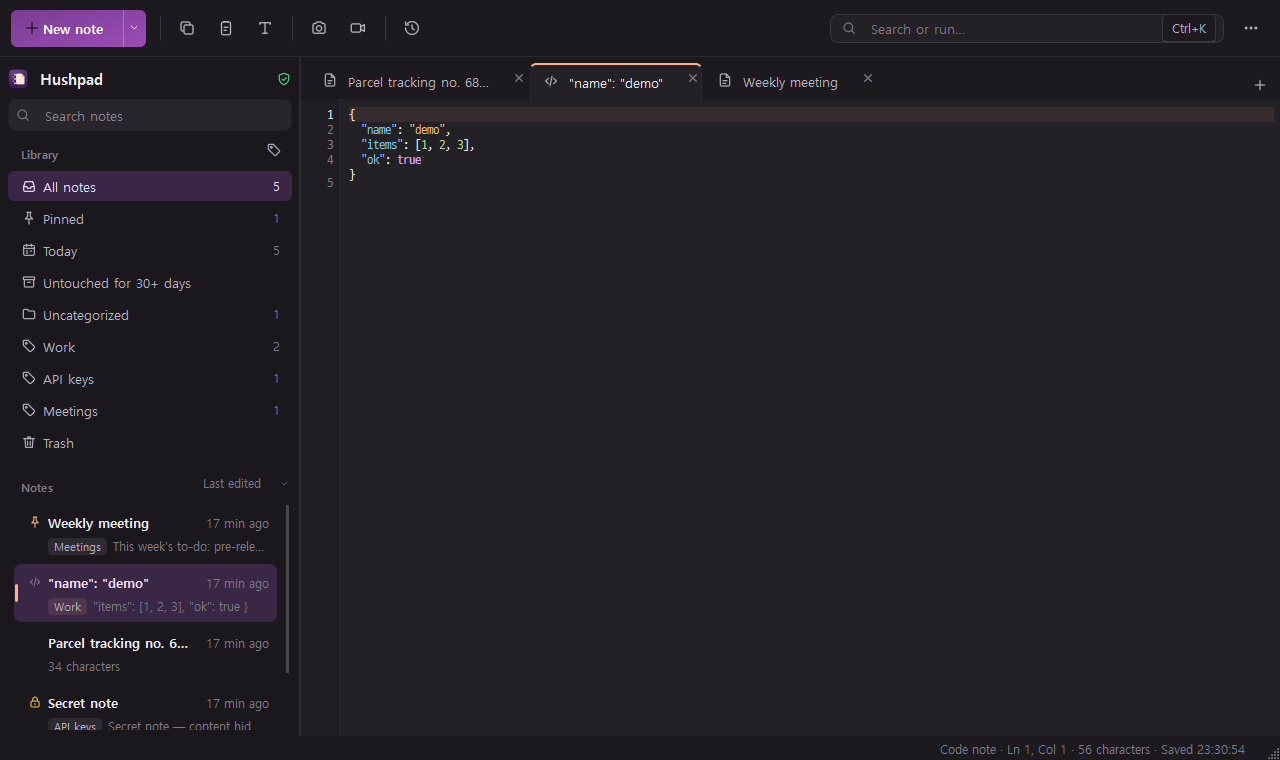 New note
Search or run...
Ctrl+K
Hushpad
Search notes
Library
All notes 5
Pinned 1
Today 5
Untouched for 30+ days
Uncategorized 1
Work 2
API keys 1
Meetings 1
Trash
Notes
Last edited
Weekly meeting 17 min ago
Meetings This week's to-do: pre-rele...
"name": "demo" 17 min ago
Work "items": [1, 2, 3], "ok": true }
Parcel tracking no. 6... 17 min ago
34 characters
Secret note 17 min ago
API keys Secret note — content hid
Parcel tracking no. 68...
"name": "demo"
Weekly meeting
1 {
2 "name": "demo",
3 "items": [1, 2, 3],
4 "ok": true
}
5
Code note · Ln 1, Col 1 · 56 characters · Saved 23:30:54